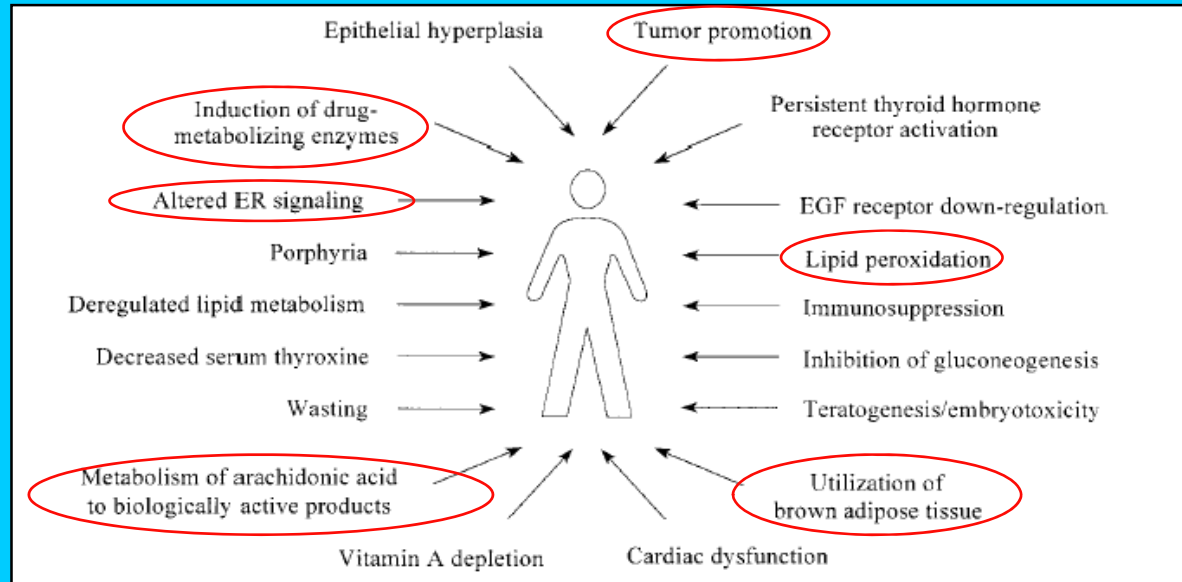 Epithelial hyperplasia
Tumor promotion
Induction of drug-
metabolizing enzymes
Persistent thyroid hormone
receptor activation
Altered ER signaling
EGF receptor down-regulation
Porphyria
Lipid peroxidation
Deregulated lipid metabolism
Immunosuppression
Decreased serum thyroxine
Inhibition of gluconeogenesis
Wasting
Teratogenesis/embryotoxicity
Metabolism of arachidonic acid
to biologically active products
Utilization of
brown adipose tissue
Vitamin A depletion
Cardiac dysfunction